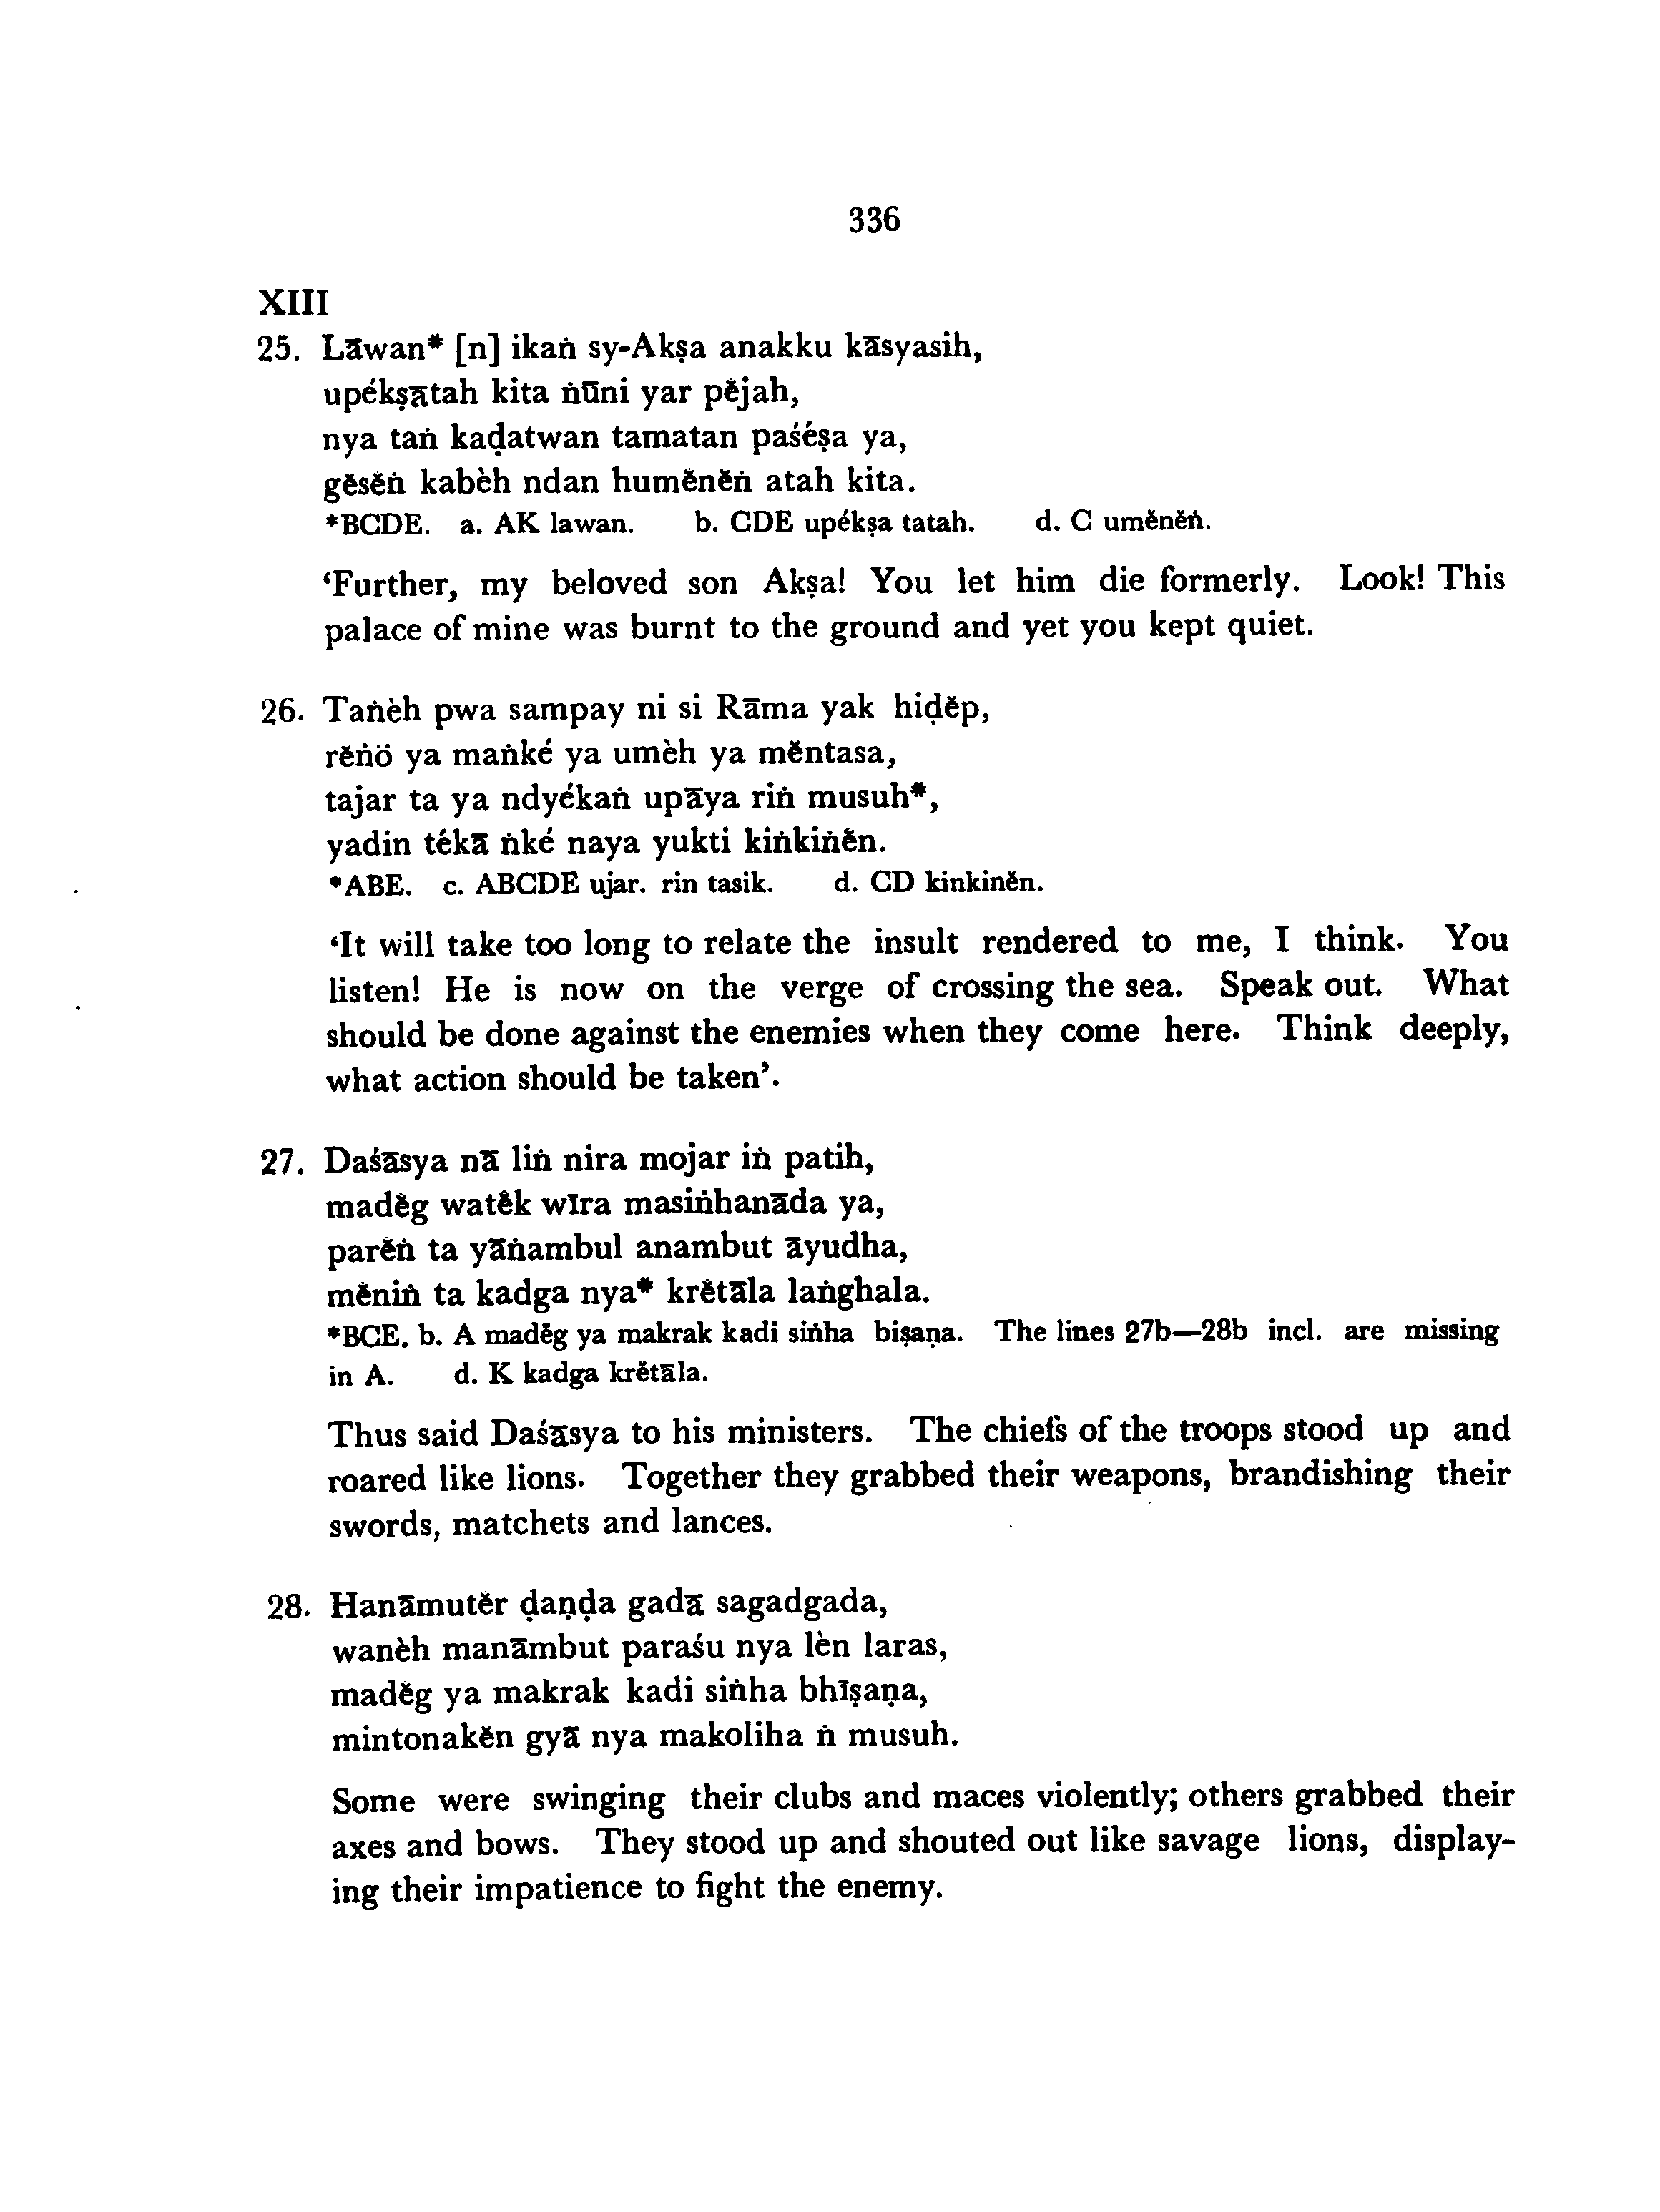 336
XIII
25. Lāwan* [n] ikaṅ sy-Akṣa anakku kāsyasih,
upékṣātah kita ṅūni yar pĕjah,
nya taṅ kaḍatwan tamatan paśéṣa ya,
gĕsĕṅ kabèh ndan humĕnĕṅ atah kita.
*BCDE. a. AK lawan. b. CDE upékṣa tatah. d. C umĕnĕṅ.
‘Further, my beloved son Akṣa! You let him die formerly. Look! This
palace of mine was burnt to the ground and yet you kept quiet.
26. Taṅèh pwa sampay ni si Rāma yak hiḍĕp,
rĕṅö ya maṅké ya umèh ya mĕntasa,
tajar ta ya ndyékaṅ upāya riṅ musuh*,
yadin tékā ṅké naya yukti kiṅkiṅĕn.
*ABE. c. ABCDE ujar. rin tasik. d. CD kinkinĕn.
‘It will take too long to relate the insult rendered to me, I think. You
listen! He is now on the verge of crossing the sea. Speak out. What
should be done against the enemies when they come here. Think deeply,
what action should be taken’.
27. Daśāsya nā liṅ nira mojar iṅ patih,
madĕg watĕk wīra masiṅhanāda ya,
parĕṅ ta yāṅambul anambut āyudha,
mĕniṅ ta kadga nya* krĕtāla laṅghala.
*BCE. b. A madĕg ya makrak kadi siṅha biṣaṇa. The lines 27b—28b incl. are missing
in A. d. K kadga krĕtāla.
Thus said Daśāsya to his ministers. The chiefs of the troops stood up and
roared like lions. Together they grabbed their weapons, brandishing their
swords, matchets and lances.
28. Hanāmutĕr ḍaṇḍa gadā sagadgada,
wanèh manāmbut paraśu nya lèn laras,
madĕg ya makrak kadi siṅha bhīṣaṇa,
mintonakĕn gyā nya makoliha ṅ musuh.
Some were swinging their clubs and maces violently; others grabbed their
axes and bows. They stood up and shouted out like savage lions, display-
ing their impatience to fight the enemy.